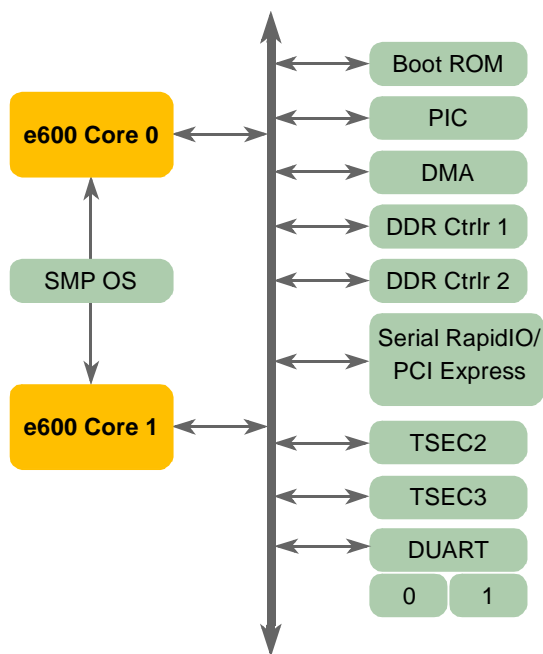 e600 Core 0
SMP OS
e600 Core 1
Boot ROM
PIC
DMA
DDR Ctrlr 1
DDR Ctrlr 2
Serial RapidIO/
PCI Express
TSEC2
TSEC3
DUART
0 1